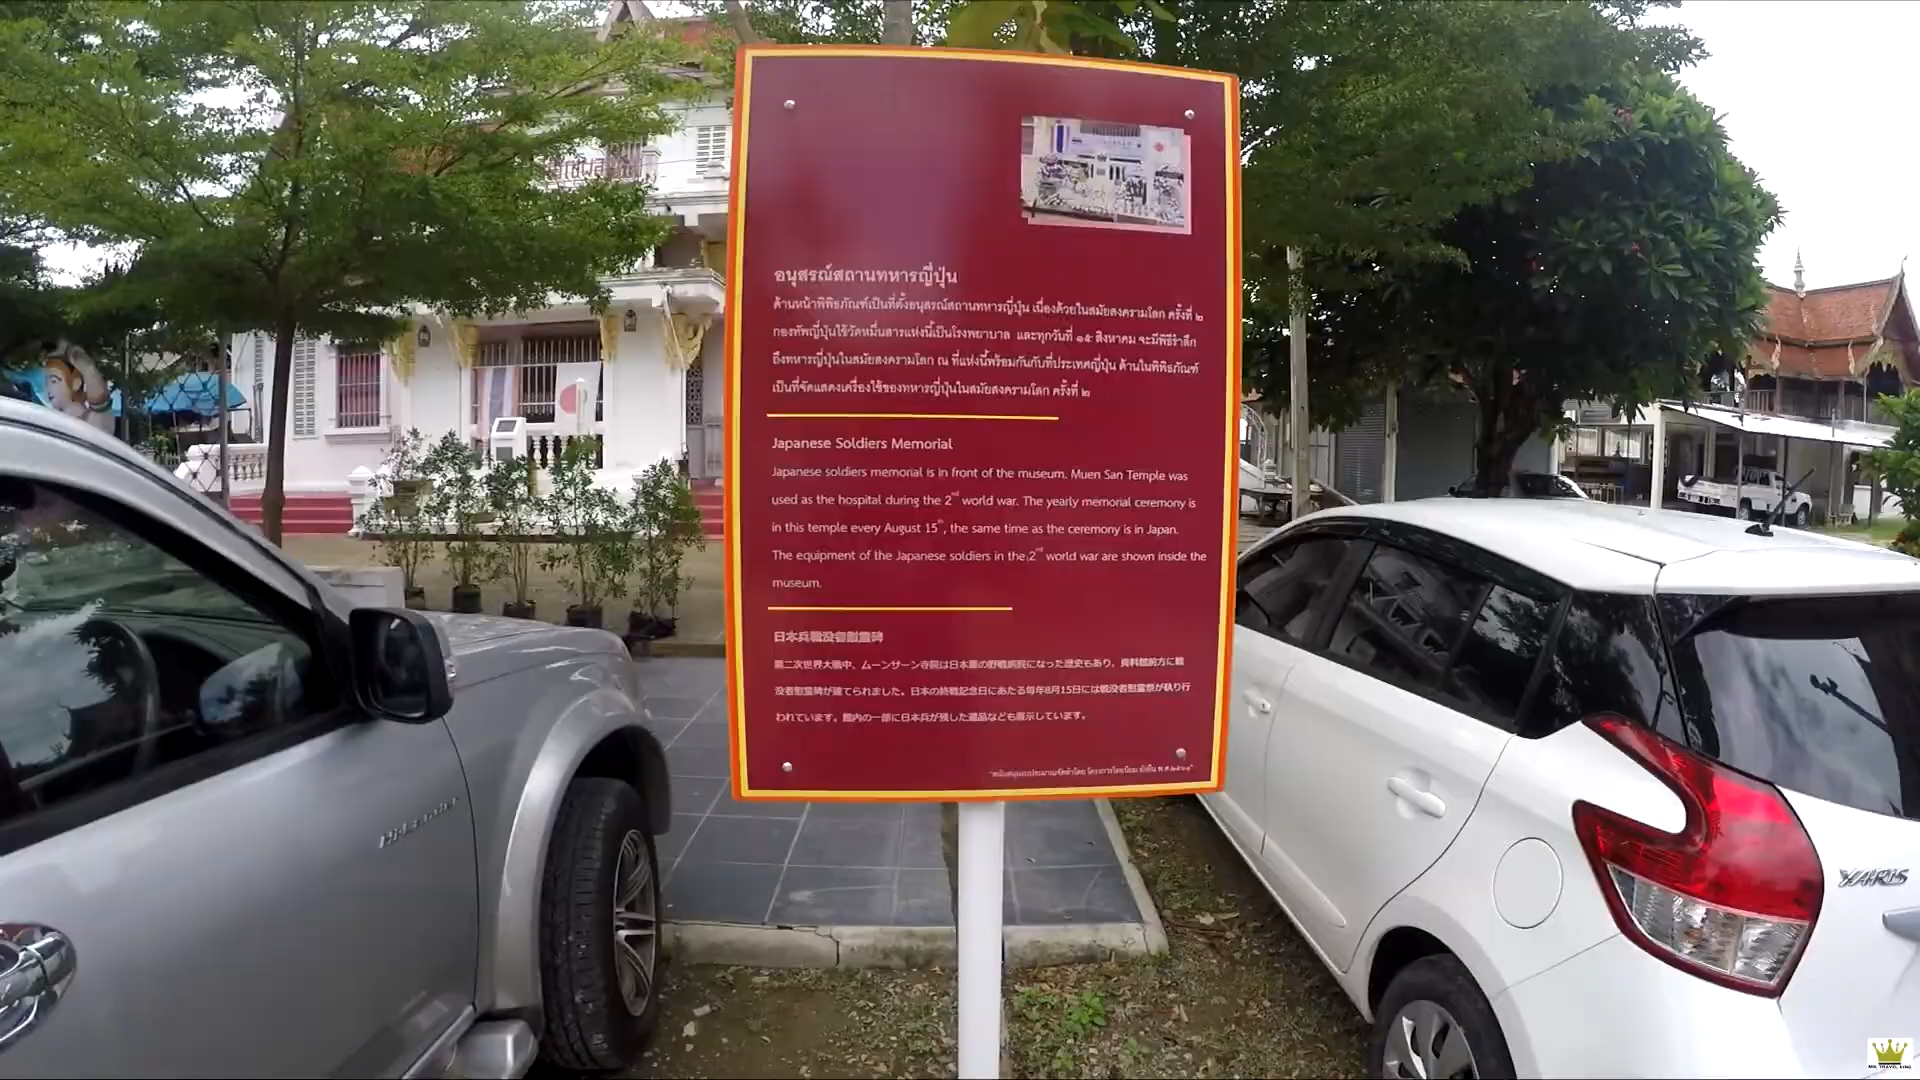 อนุสรณ์สถานทหารญี่ปุ่น
ด้านหน้าพิพิธภัณฑ์เป็นที่ตั้งอนุสรณ์สถานทหารญี่ปุ่น เนื่องด้วยในสมัยสงครามโลก ครั้งที่ ๒
กองทัพญี่ปุ่นใช้วัดหมื่นสารแห่งนี้เป็นโรงพยาบาล และทุกวันที่ ๑๕ สิงหาคม จะมีพิธีรำลึก
ถึงทหารญี่ปุ่นในสมัยสงครามโลก ณ ที่แห่งนี้พร้อมกันกับที่ประเทศญี่ปุ่น ด้านในพิพิธภัณฑ์
เป็นที่จัดแสดงเครื่องใช้ของทหารญี่ปุ่นในสมัยสงครามโลก ครั้งที่ ๒
Japanese Soldiers Memorial
Japanese soldiers memorial is in front of the museum. Muen San Temple was
used as the hospital during the 2nd world war. The yearly memorial ceremony is
in this temple every August 15th, the same time as the ceremony is in Japan.
The equipment of the Japanese soldiers in the 2nd world war are shown inside the
museum.
日本兵戦没者慰霊碑
第二次世界大戦中、ムーンサーン寺院は日本軍の野戦病院になった歴史もあり、資料館前方に戦
没者慰霊碑が建てられました。日本の終戦記念日にあたる毎年8月15日には戦没者慰霊祭が執り行
われています。館内の一部に日本兵が残した遺品なども展示しています。
YARIS
MR. TRAVEL KING